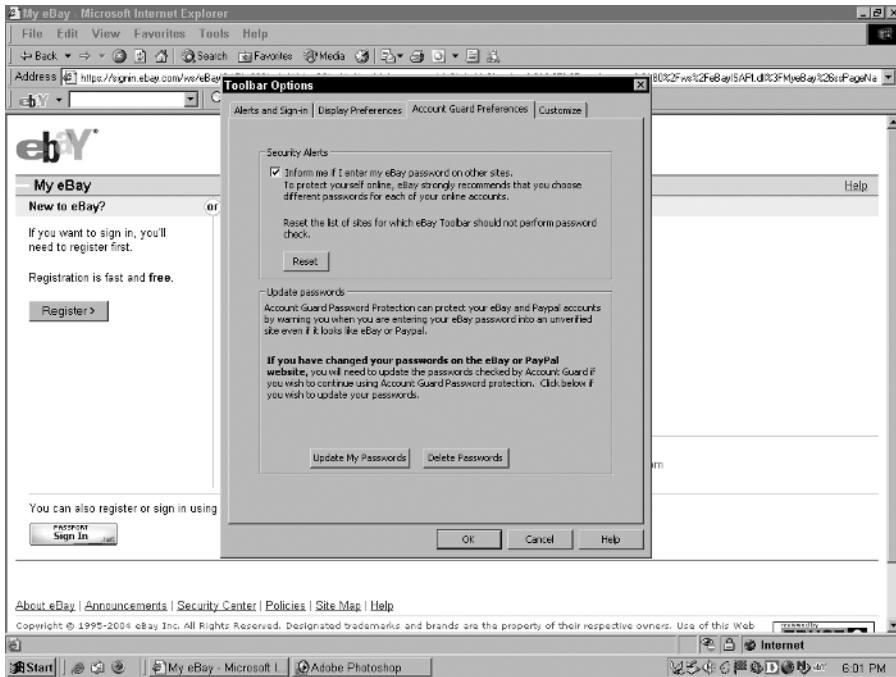 My eBay - Microsoft Internet Explorer
File Edit View Favorites Tools Help
Back Search Favorites Media
Address https://signin.ebay.com/ws/eBay
ebY
Toolbar Options
Alerts and Sign-in Display Preferences Account Guard Preferences Customize
Security Alerts
Inform me if I enter my eBay password on other sites.
To protect yourself online, eBay strongly recommends that you choose
different passwords for each of your online accounts.
Reset the list of sites for which eBay Toolbar should not perform password
check.
Reset
Update passwords
Account Guard Password Protection can protect your eBay and Paypal accounts
by warning you when you are entering your eBay password into an unverified
site even if it looks like eBay or Paypal.
If you have changed your passwords on the eBay or PayPal
website, you will need to update the passwords checked by Account Guard if
you wish to continue using Account Guard Password protection. Click below if
you wish to update your passwords.
Update My Passwords Delete Passwords
OK Cancel Help
ebY
My eBay
Help
New to eBay? or
If you want to sign in, you'll
need to register first.
Registration is fast and free.
Register >
You can also register or sign in using
PASSPORT
Sign In .net
About eBay | Announcements | Security Center | Policies | Site Map | Help
Copyright © 1995-2004 eBay Inc. All Rights Reserved. Designated trademarks and brands are the property of their respective owners. Use of this Web
Internet
Start My eBay - Microsoft I... Adobe Photoshop 6:01 PM